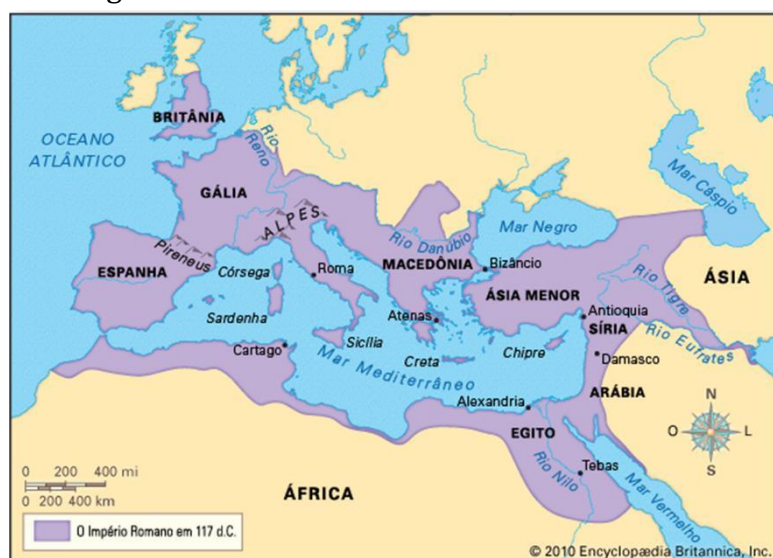 BRITÂNIA
OCEANO
ATLÂNTICO
Rio
Reno
GÁLIA
ALPES
Mar Cáspio
Mar Negro
Rio Danúbio
Pireneus
ESPANHA
Córsega
Roma
MACEDÔNIA
Bizâncio
ÁSIA
ÁSIA MENOR
Rio Tigre
Sardenha
Atenas
Antioquia
SÍRIA
Rio Eufrates
Cartago
Sicília
Creta
Chipre
Damasco
Mar Mediterrâneo
ARÁBIA
Alexandria
EGITO
N
O
L
S
Rio Nilo
Tebas
Mar Vermelho
0 200 400 mi
0 200 400 km
ÁFRICA
O Império Romano em 117 d.C.
© 2010 Encyclopædia Britannica, Inc.